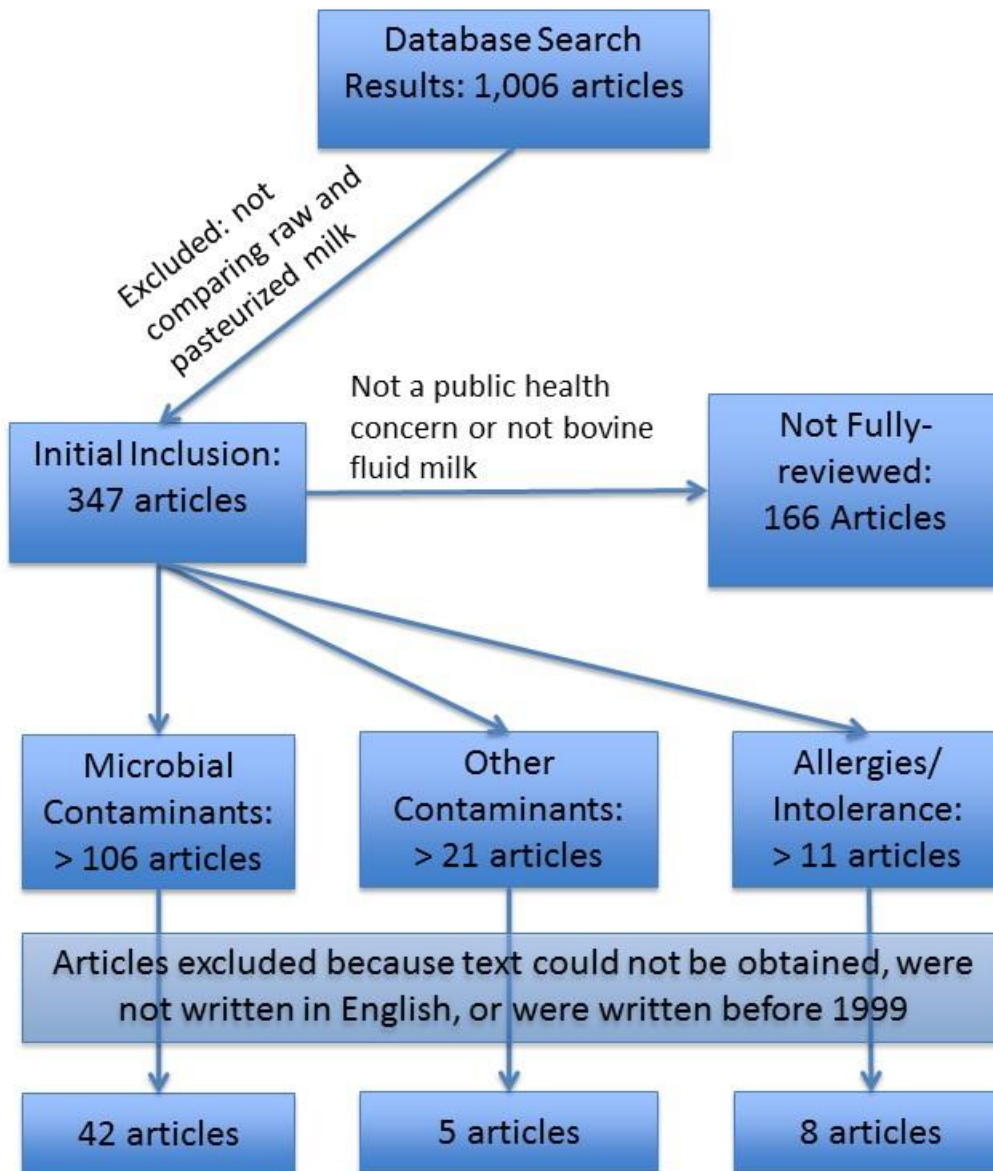 Database Search
Results: 1,006 articles
Excluded: not
comparing raw and
pasteurized milk
Not a public health
concern or not bovine
fluid milk
Initial Inclusion:
347 articles
Not Fully-
reviewed:
166 Articles
Microbial
Contaminants:
> 106 articles
Other
Contaminants:
> 21 articles
Allergies/
Intolerance:
> 11 articles
Articles excluded because text could not be obtained, were
not written in English, or were written before 1999
42 articles
5 articles
8 articles